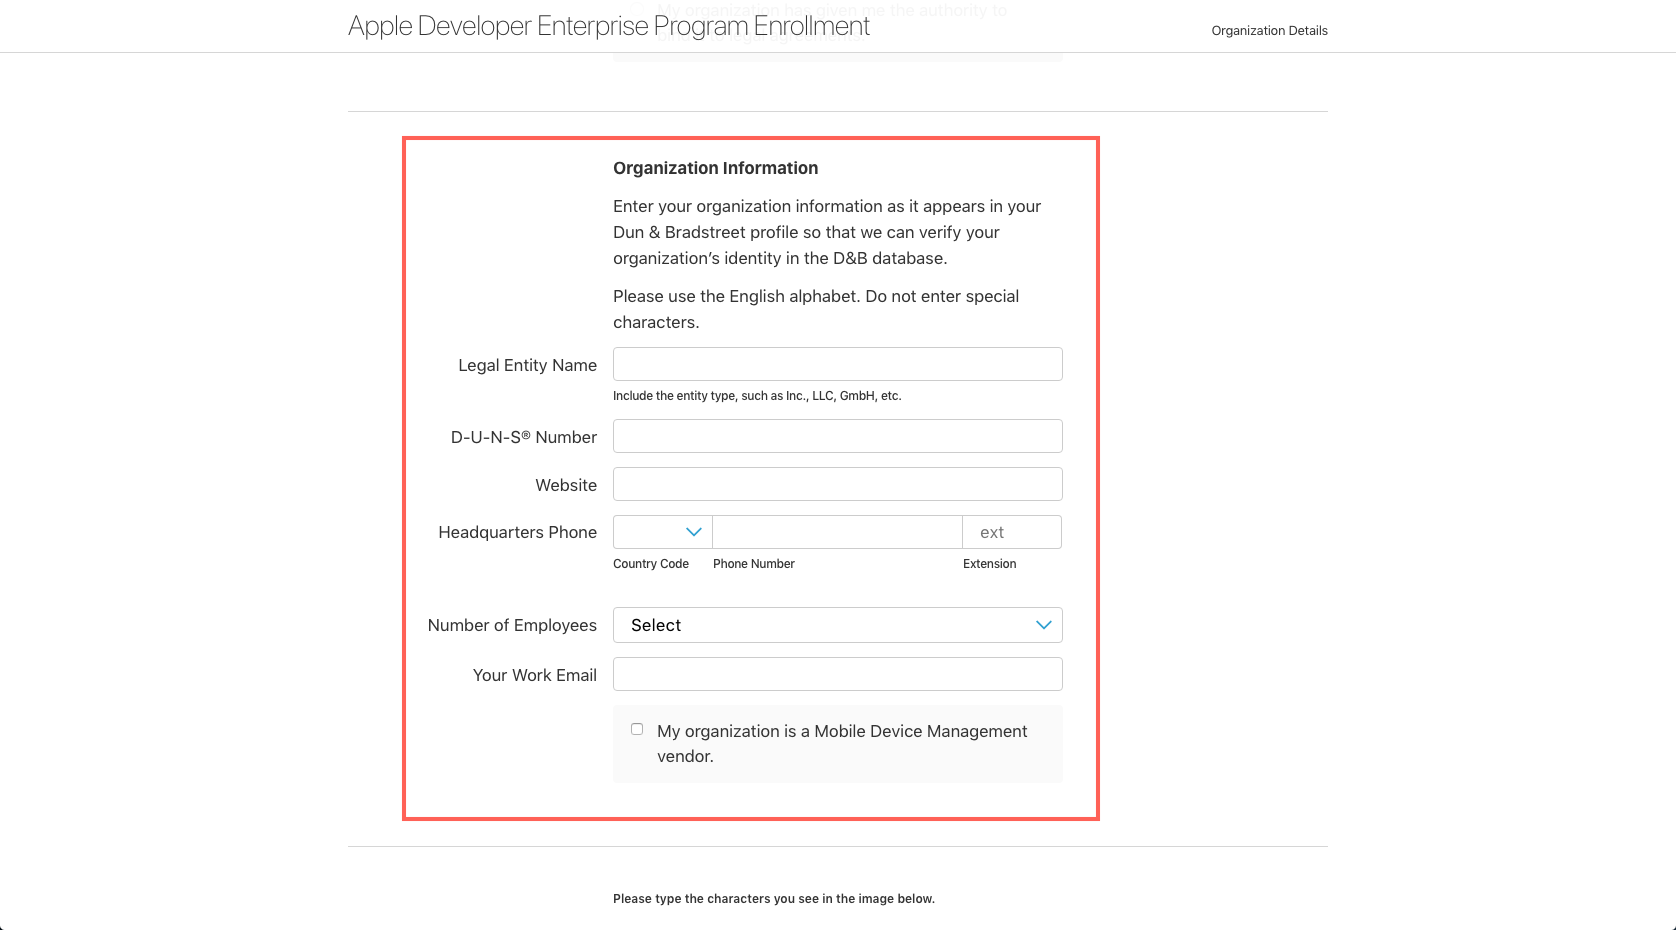 My organization has given me the authority to
Apple Developer Enterprise Program Enrollment
Organization Details
Organization Information
Enter your organization information as it appears in your
Dun & Bradstreet profile so that we can verify your
organization's identity in the D&B database.
Please use the English alphabet. Do not enter special
characters.
Legal Entity Name
Include the entity type, such as Inc., LLC, GmbH, etc.
D-U-N-S® Number
Website
Headquarters Phone
ext
Country Code Phone Number Extension
Number of Employees Select
Your Work Email
My organization is a Mobile Device Management
vendor.
Please type the characters you see in the image below.